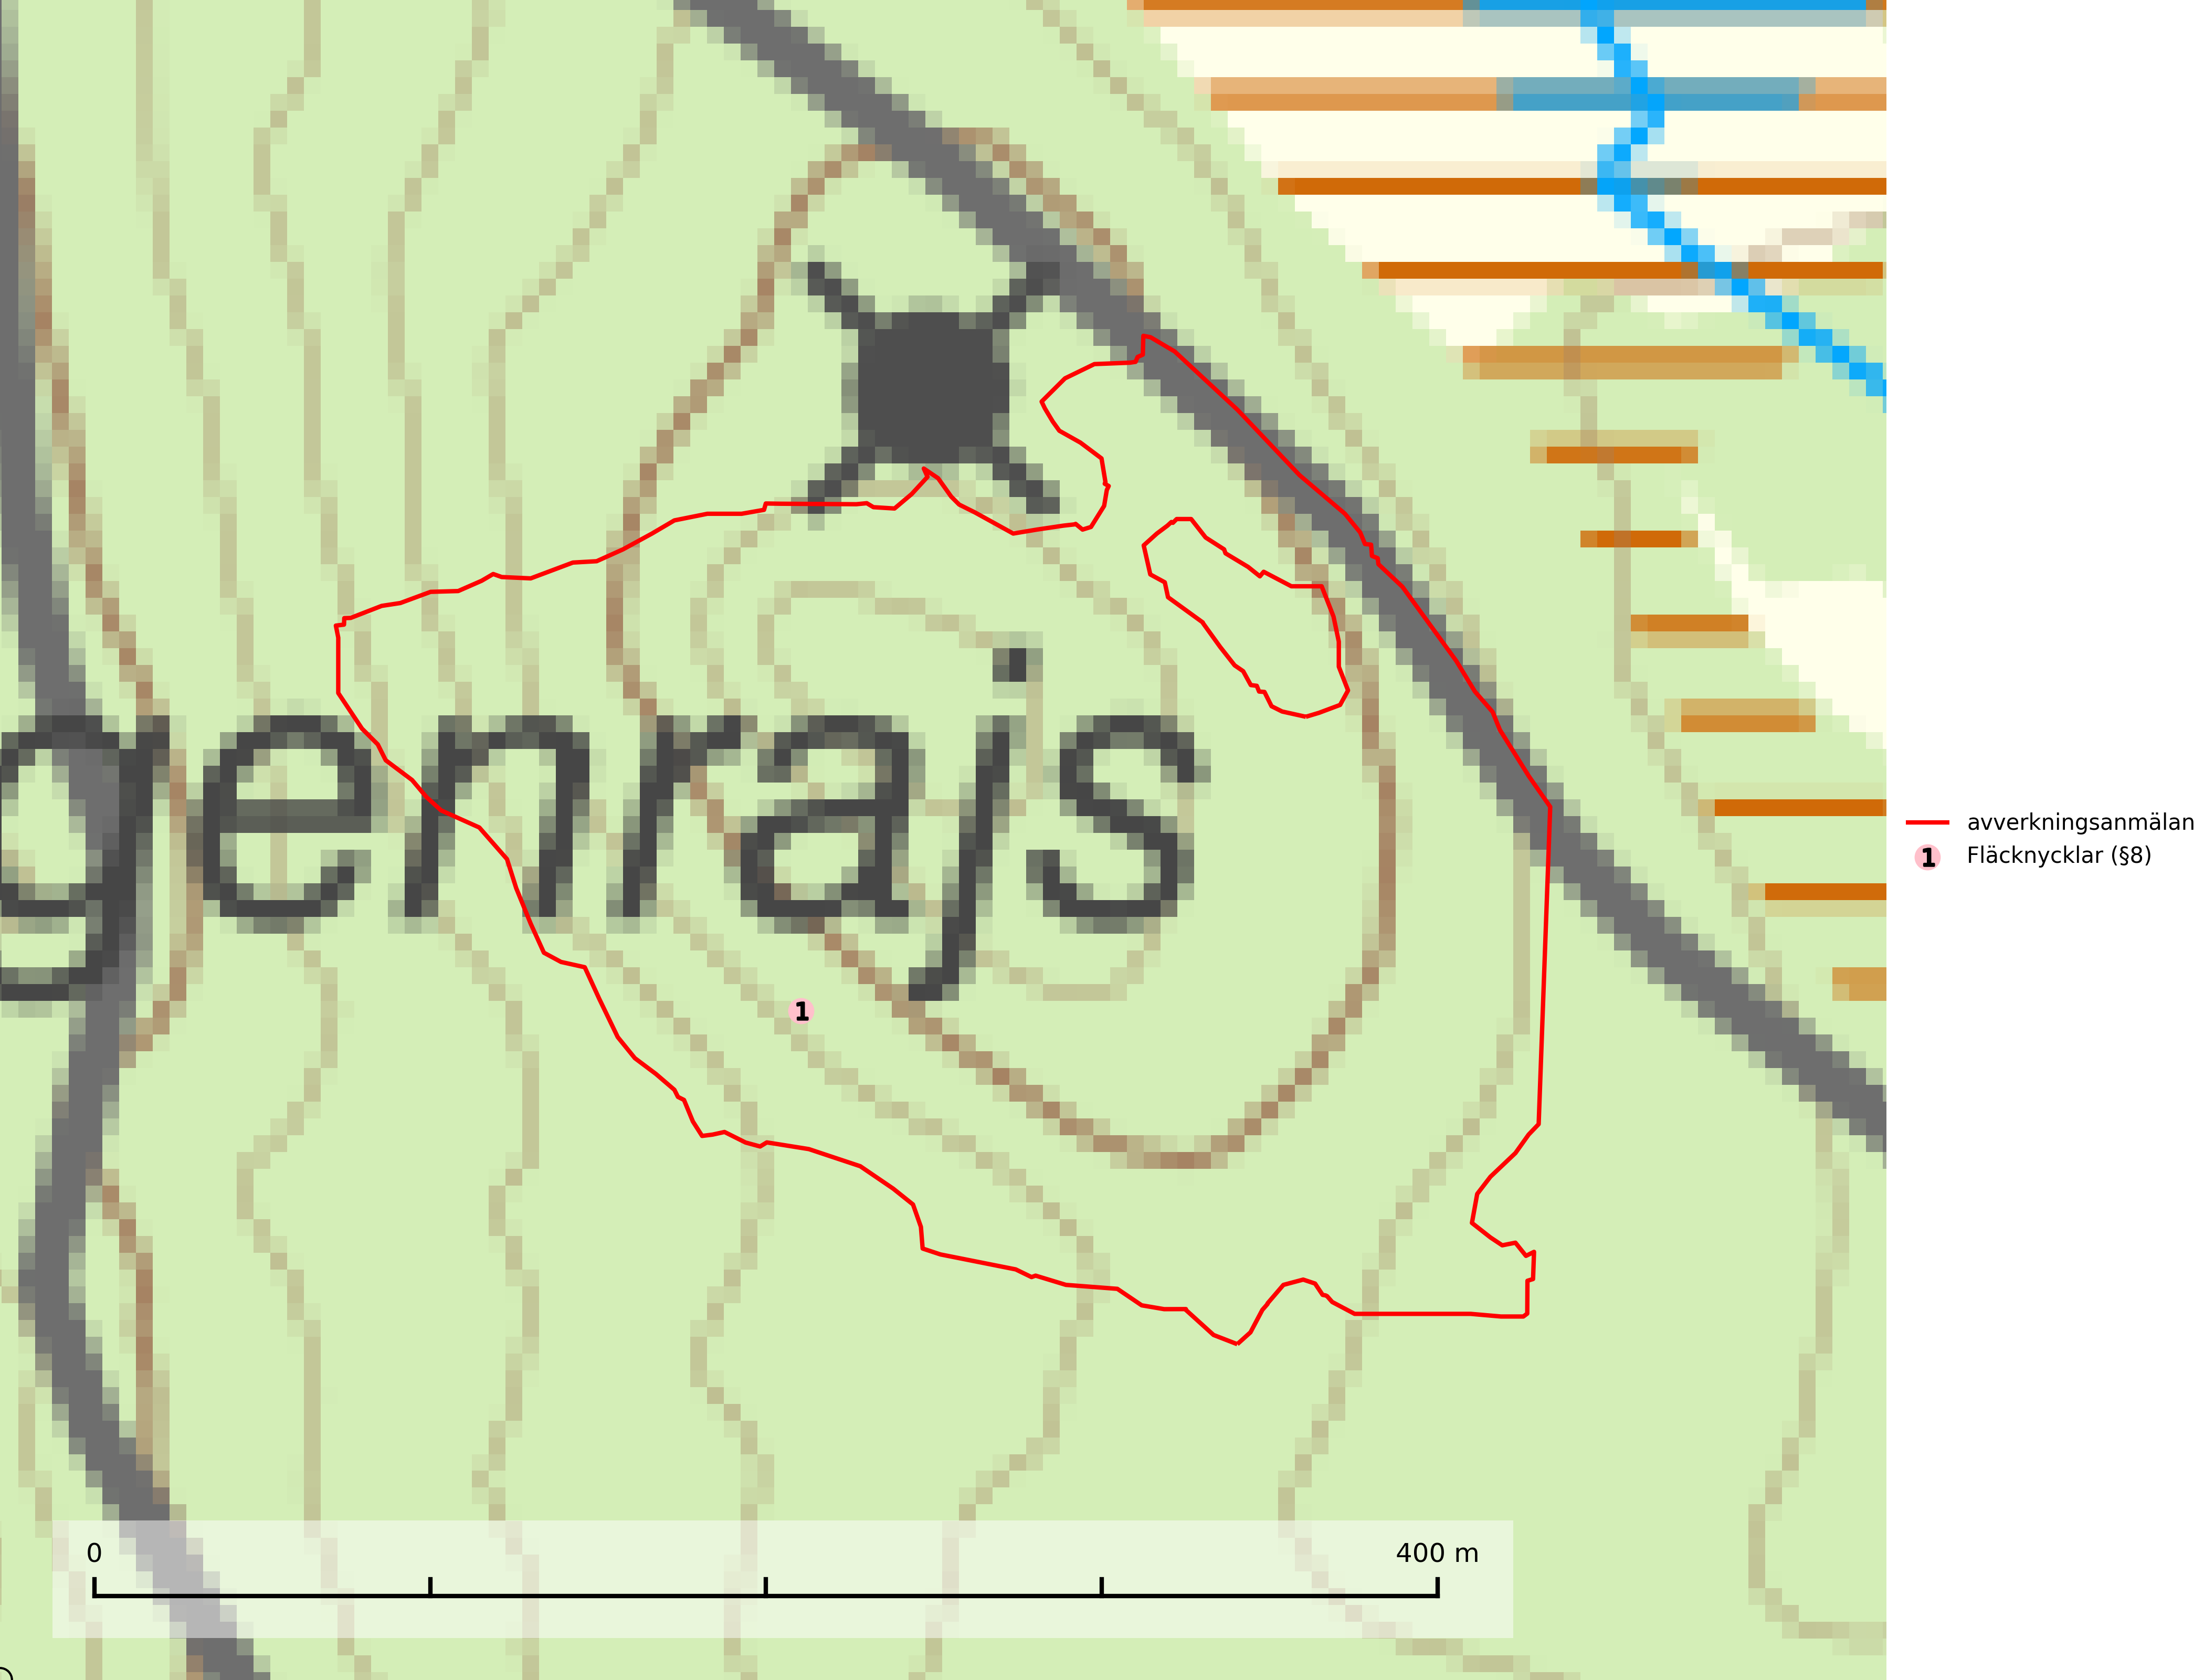 genrajs
1
avverkningsanmälan
1 Fläcknycklar (§8)
0 400 m